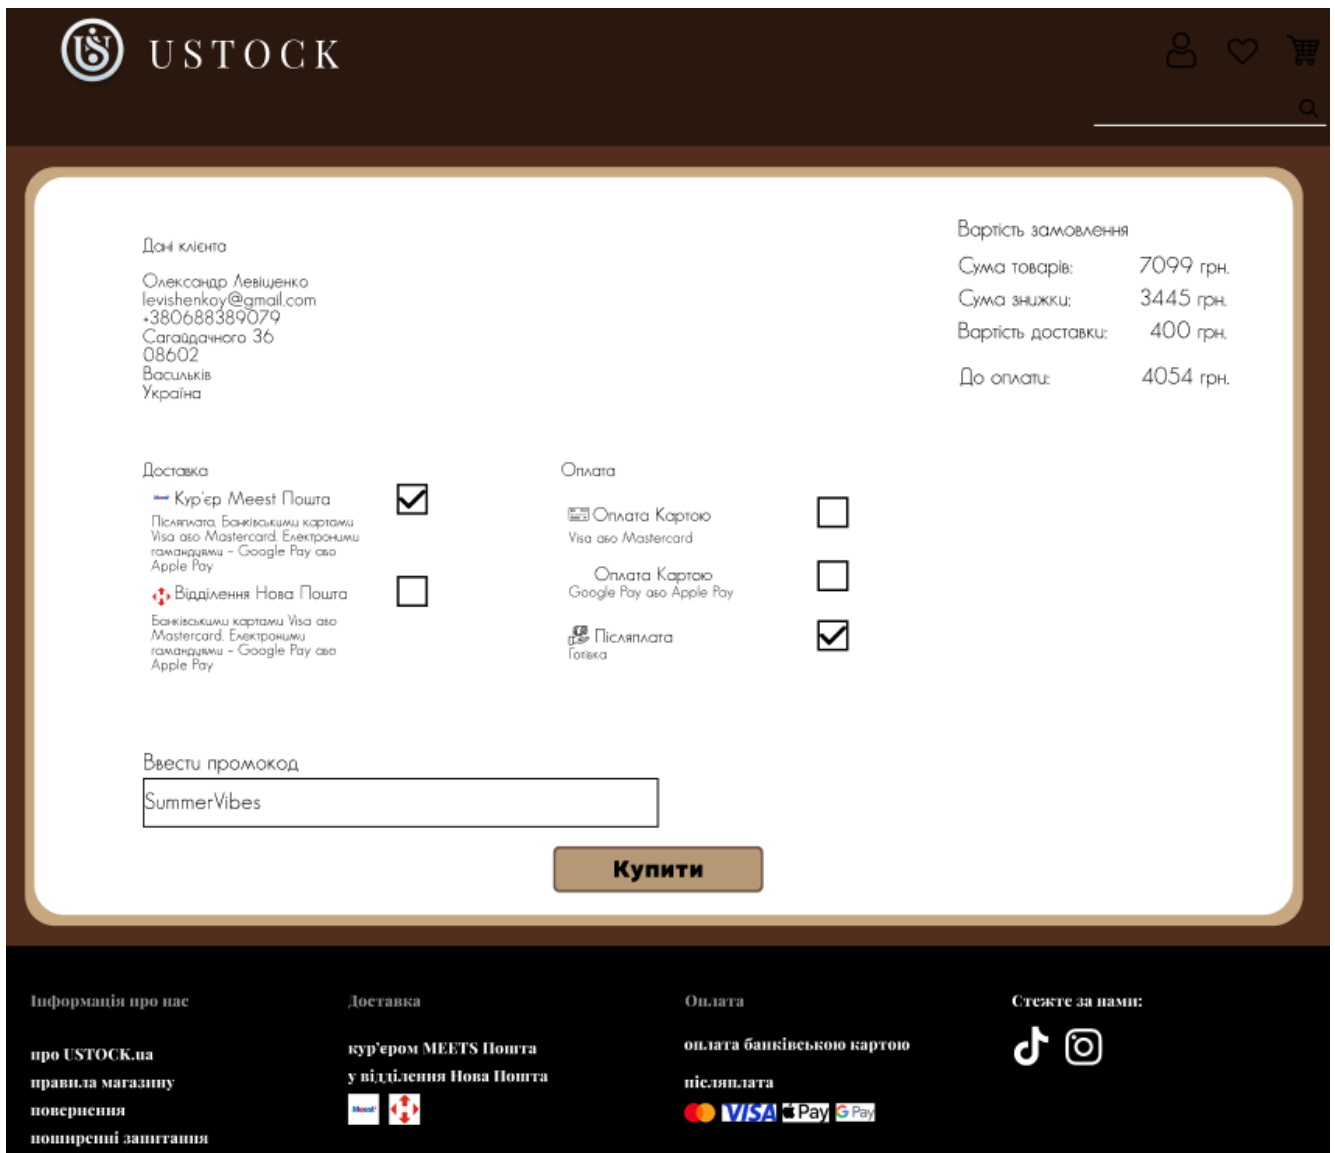 USTOCK
Дані клієнта
Олександр Левіщенко
levishenkoy@gmail.com
+380688389079
Сагайдачного 36
08602
Васильків
Україна
Вартість замовлення
Сума товарів: 7099 грн.
Сума знижки: 3445 грн.
Вартість доставки: 400 грн.
До оплати: 4054 грн.
Доставка
Кур'єр Meest Пошта
Післяплата. Банківськими картами
Visa або Mastercard. Електроними
гаманцями - Google Pay або
Apple Pay
Відділення Нова Пошта
Банківськими картами Visa або
Mastercard. Електроними
гаманцями - Google Pay або
Apple Pay
Оплата
Оплата Картою
Visa або Mastercard
Оплата Картою
Google Pay або Apple Pay
Післяплата
Готівка
Ввести промокод
SummerVibes
Купити
Інформація про нас
про USTOCK.ua
правила магазину
повернення
поширенні запитання
Доставка
кур'єром MEETS Пошта
у відділення Нова Пошта
Meest
Оплата
оплата банківською картою
післяплата
VISA Pay G Pay
Стежте за нами: